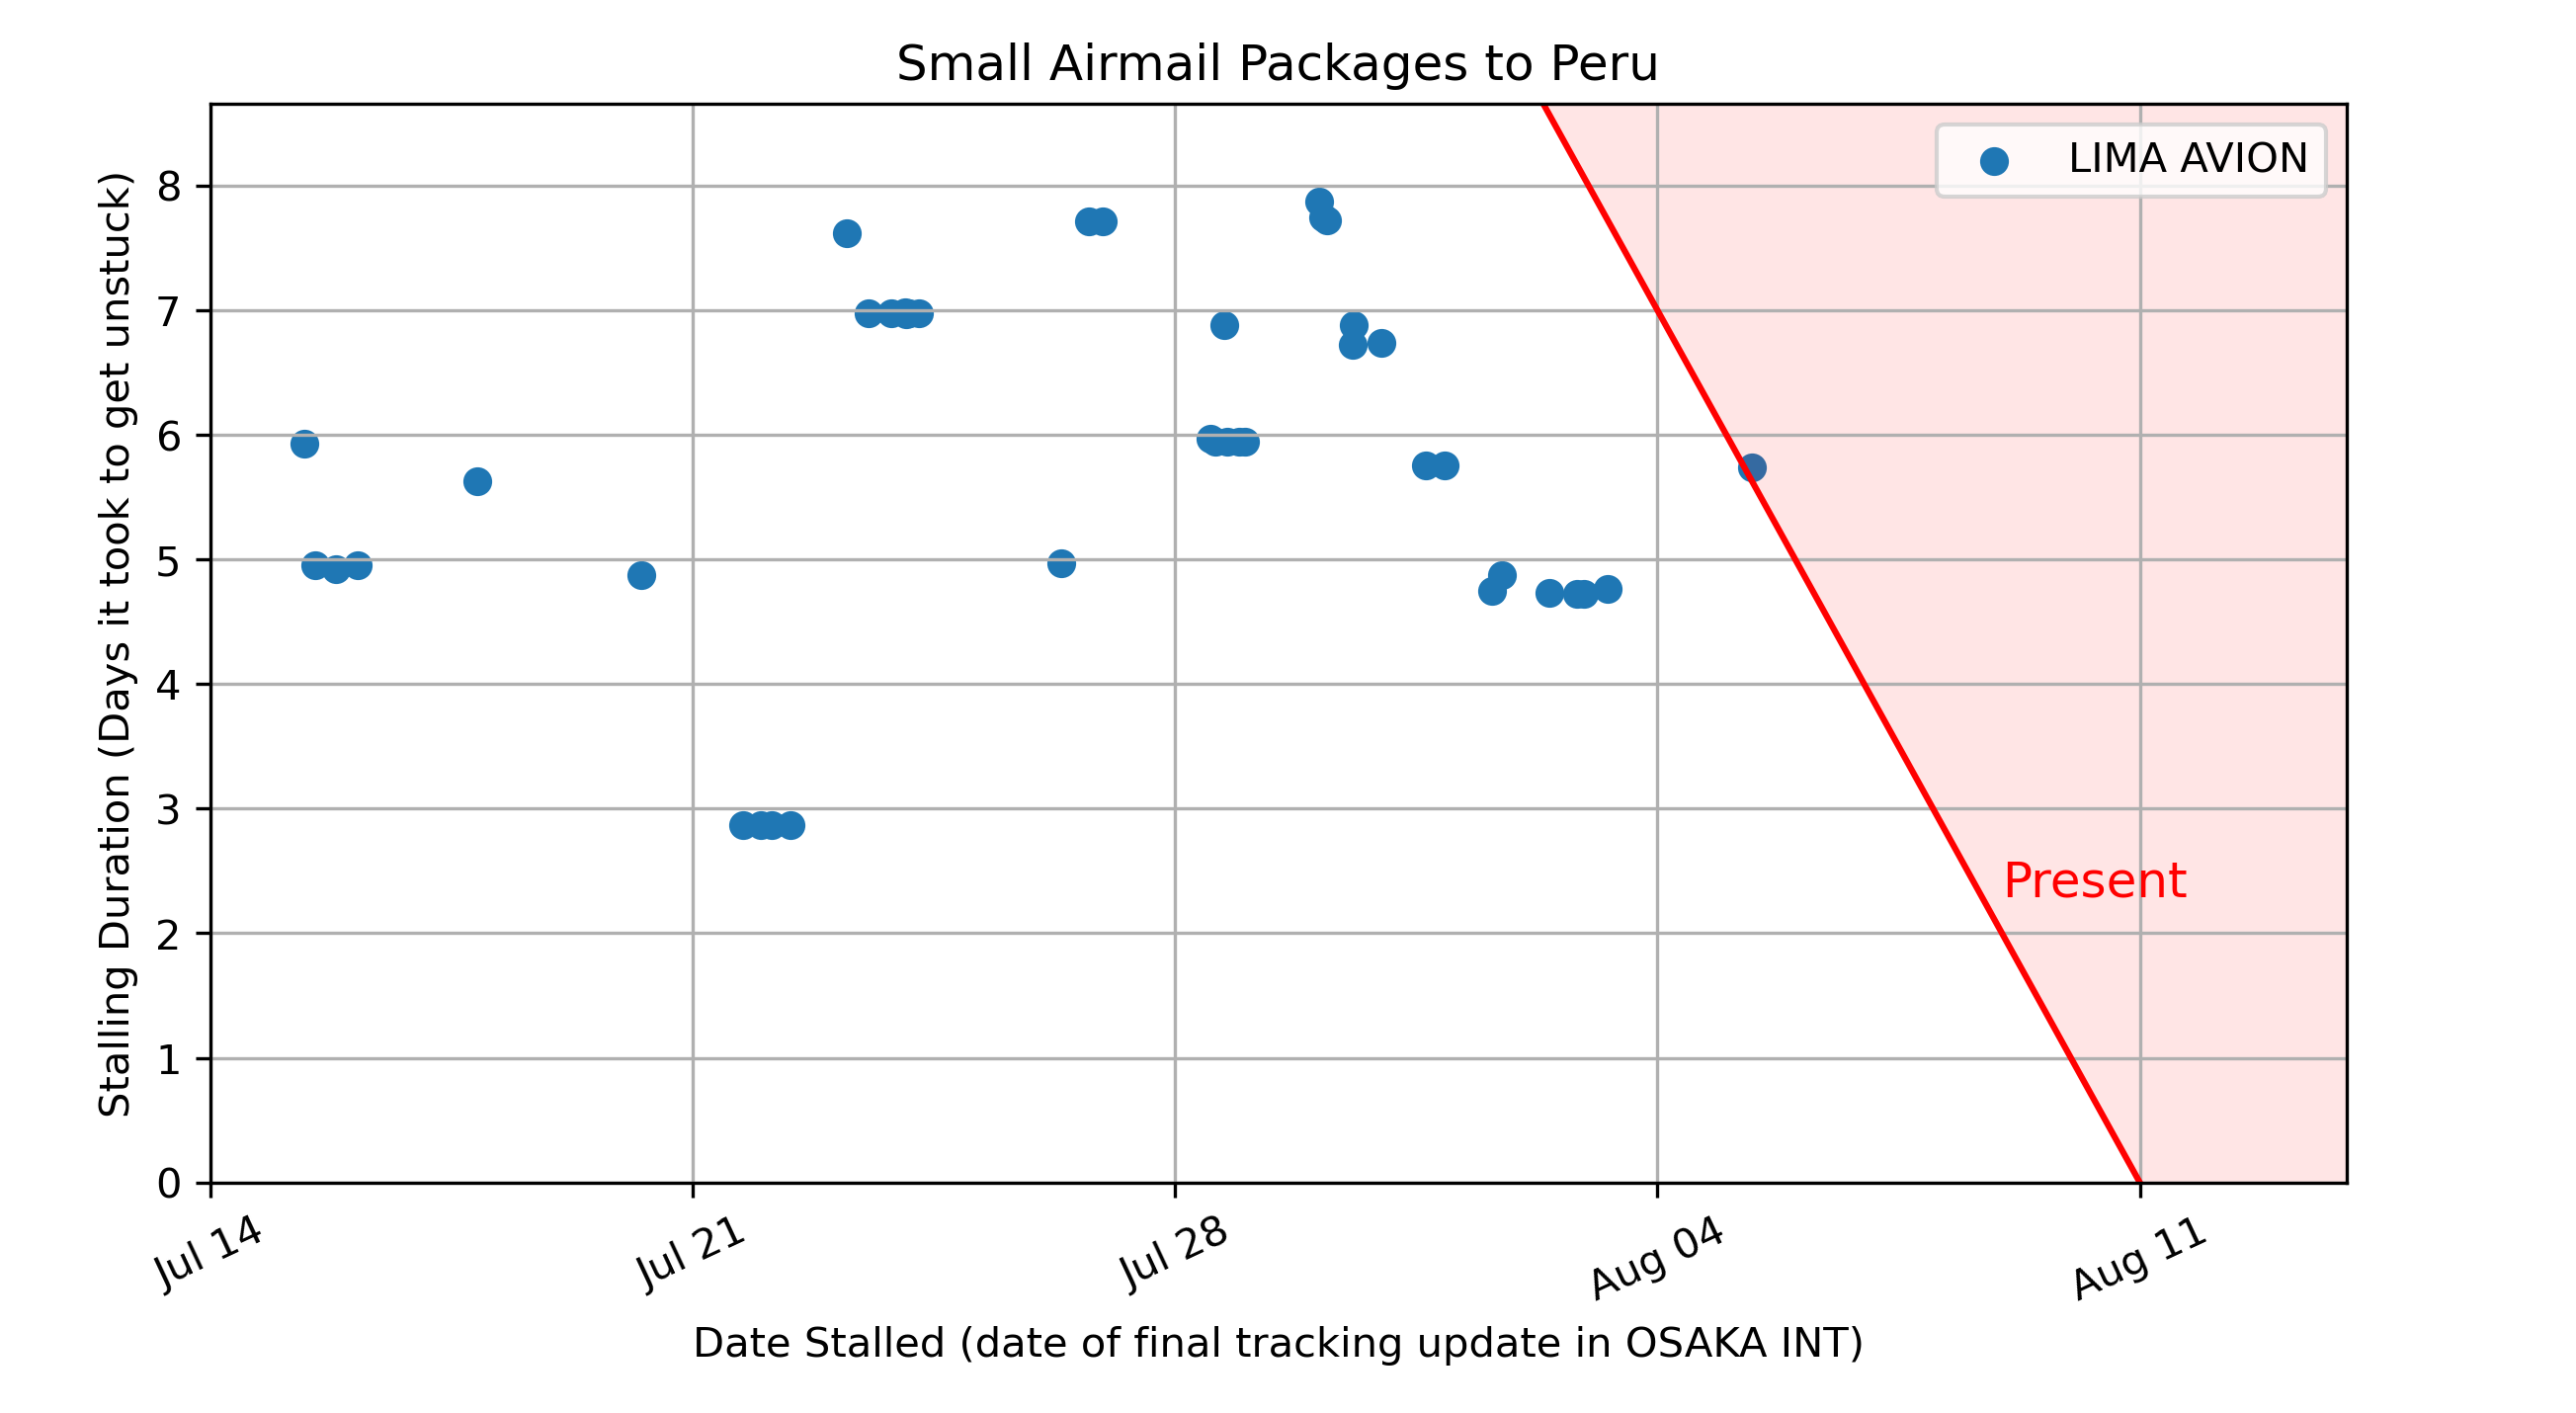 Small Airmail Packages to Peru
LIMA AVION
Stalling Duration (Days it took to get unstuck)
8
7
6
5
4
3
2
1
0
Present
Jul 14
Jul 21
Jul 28
Aug 04
Aug 11
Date Stalled (date of final tracking update in OSAKA INT)